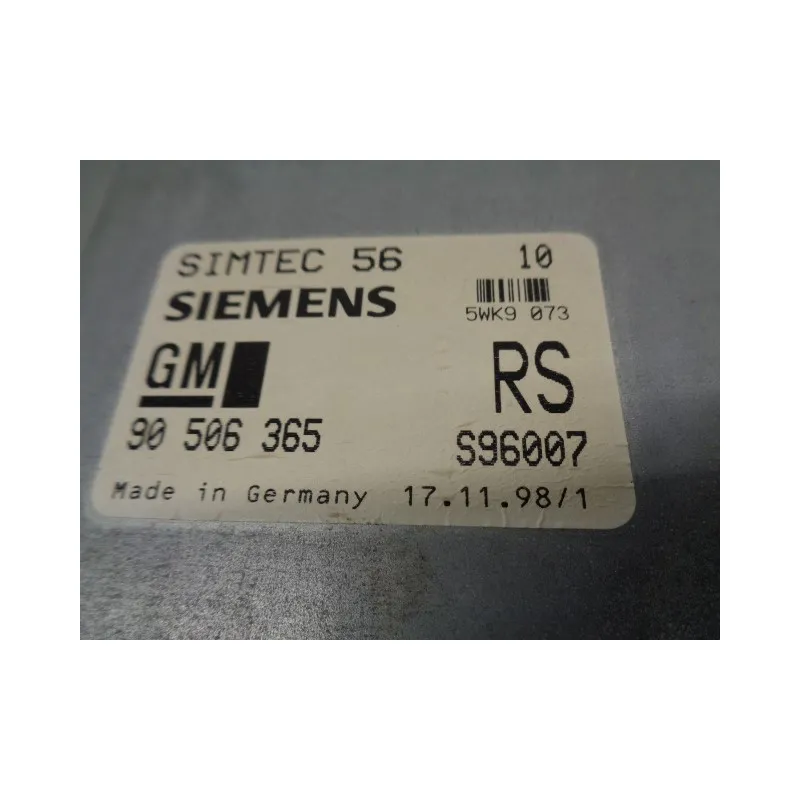 SIMTEC 56 10
SIEMENS 5WK9 073
GM RS
90 506 365 S96007
Made in Germany 17.11.98/1